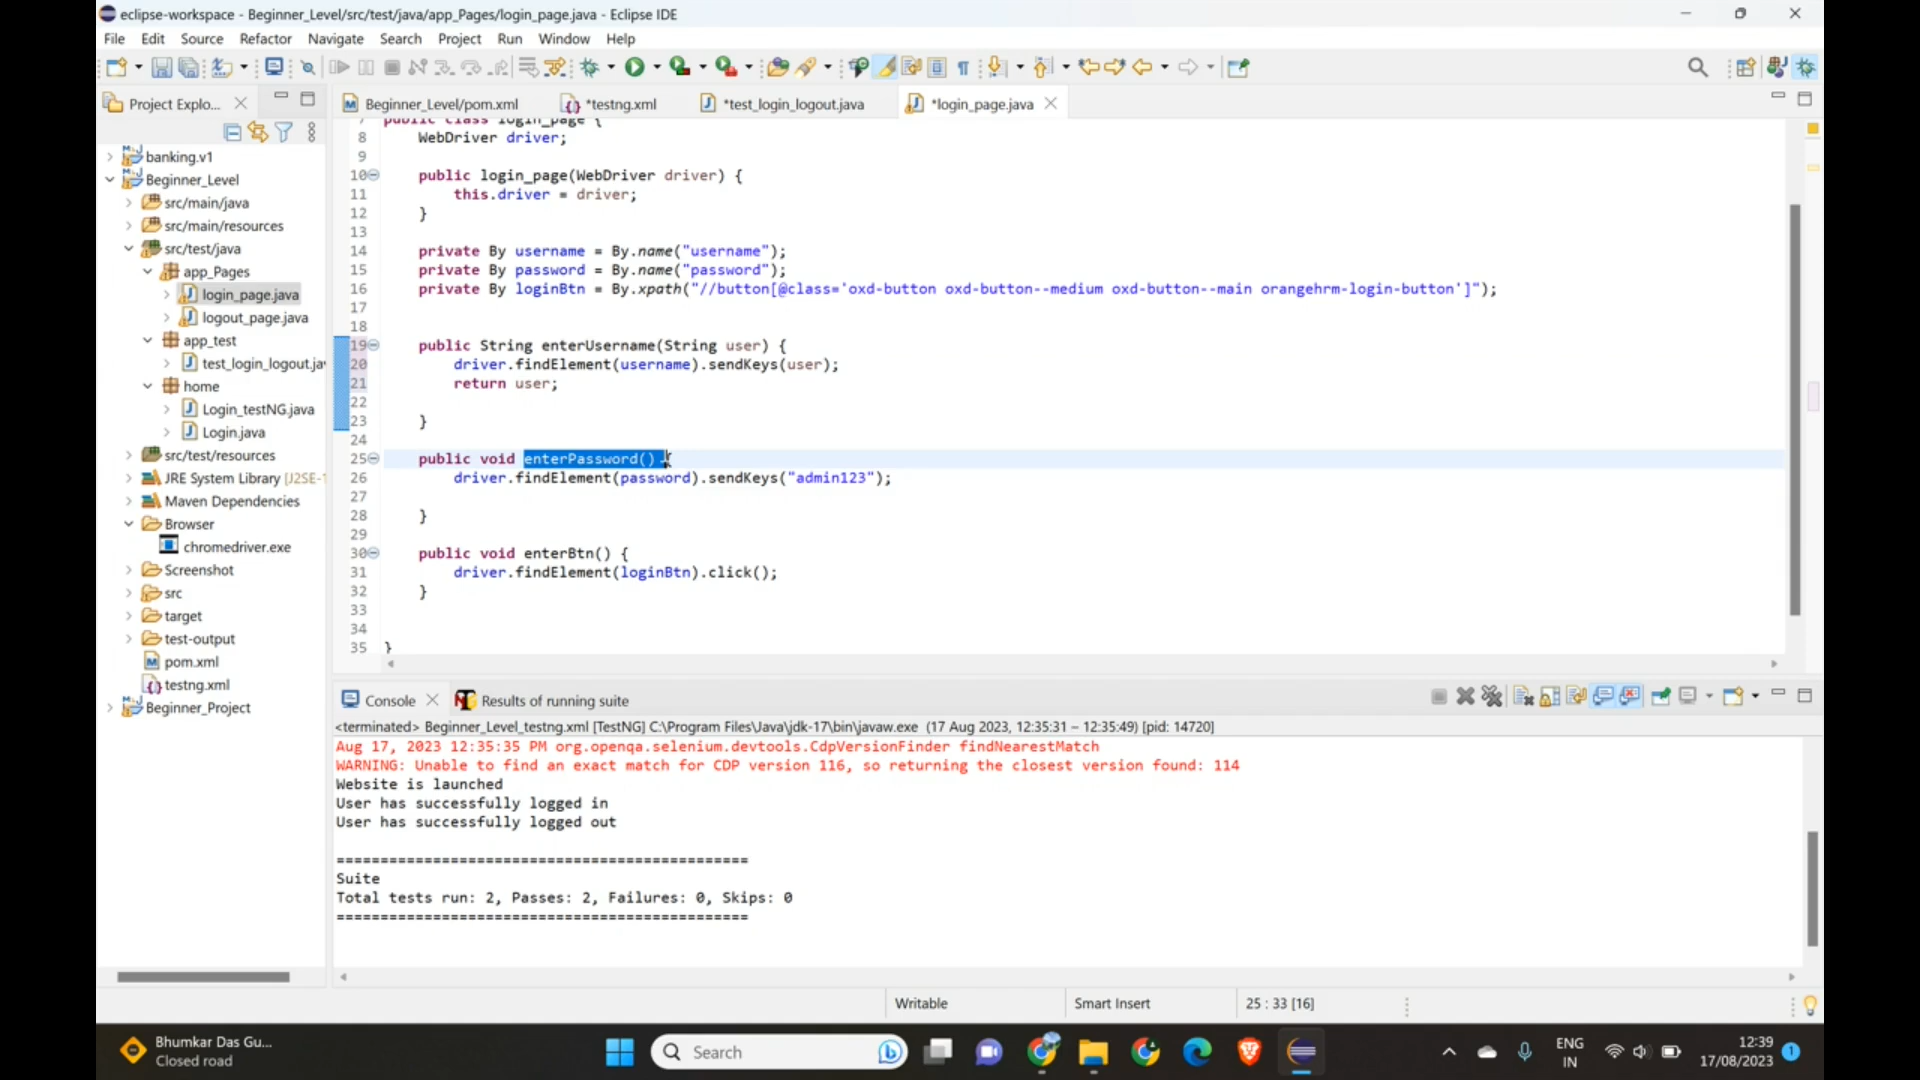 eclipse-workspace - Beginner_Level/src/test/java/app_Pages/login_page.java - Eclipse IDE
File Edit Source Refactor Navigate Search Project Run Window Help
Project Explo...
Beginner_Level/pom.xml *testng.xml *test_login_logout.java *login_page.java
banking.v1
Beginner_Level
src/main/java
src/main/resources
src/test/java
app_Pages
login_page.java
logout_page.java
app_test
test_login_logout.jav
home
Login_testNG.java
Login.java
src/test/resources
JRE System Library [J2SE-1
Maven Dependencies
Browser
chromedriver.exe
Screenshot
src
target
test-output
pom.xml
testng.xml
Beginner_Project
7 public class login_page {
8 WebDriver driver;
9
10 public login_page(WebDriver driver) {
11 this.driver = driver;
12 }
13
14 private By username = By.name("username");
15 private By password = By.name("password");
16 private By loginBtn = By.xpath("//button[@class='oxd-button oxd-button--medium oxd-button--main orangehrm-login-button']");
17
18
19 public String enterUsername(String user) {
20 driver.findElement(username).sendKeys(user);
21 return user;
22
23 }
24
25 public void enterPassword() {
26 driver.findElement(password).sendKeys("admin123");
27
28 }
29
30 public void enterBtn() {
31 driver.findElement(loginBtn).click();
32 }
33
34
35 }
Console Results of running suite
<terminated> Beginner_Level_testng.xml [TestNG] C:\Program Files\Java\jdk-17\bin\javaw.exe (17 Aug 2023, 12:35:31 – 12:35:49) [pid: 14720]
Aug 17, 2023 12:35:35 PM org.openqa.selenium.devtools.CdpVersionFinder findNearestMatch
WARNING: Unable to find an exact match for CDP version 116, so returning the closest version found: 114
Website is launched
User has successfully logged in
User has successfully logged out
===============================================
Suite
Total tests run: 2, Passes: 2, Failures: 0, Skips: 0
===============================================
Writable Smart Insert 25 : 33 [16]
Bhumkar Das Gu...
Closed road
Search
ENG
IN
12:39
17/08/2023
1